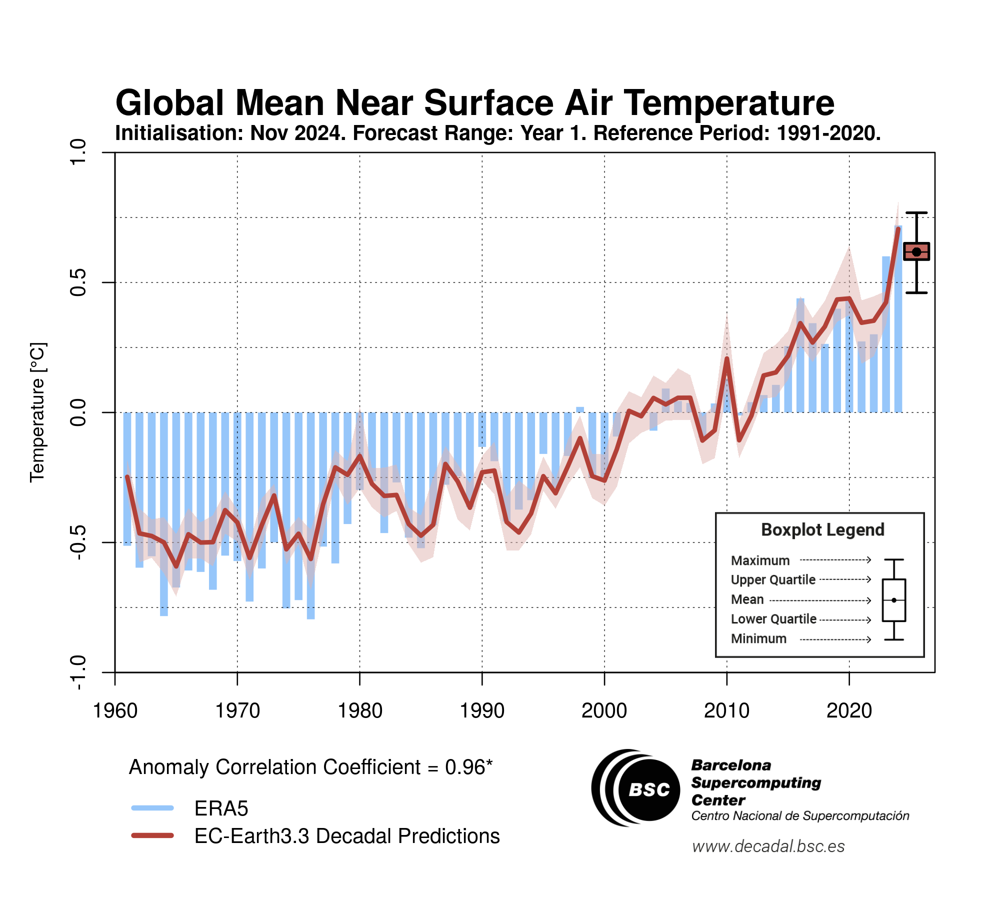 Global Mean Near Surface Air Temperature
Initialisation: Nov 2024. Forecast Range: Year 1. Reference Period: 1991-2020.
Temperature [°C]
1.0
0.5
0.0
-0.5
-1.0
Boxplot Legend
Maximum
Upper Quartile
Mean
Lower Quartile
Minimum
1960 1970 1980 1990 2000 2010 2020
Anomaly Correlation Coefficient = 0.96*
ERA5
EC-Earth3.3 Decadal Predictions
BSC
Barcelona
Supercomputing
Center
Centro Nacional de Supercomputación
www.decadal.bsc.es